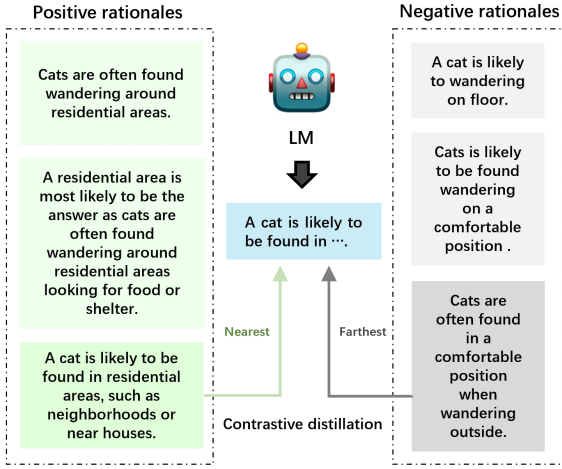 Positive rationales
Cats are often found
wandering around
residential areas.
A residential area is
most likely to be the
answer as cats are
often found
wandering around
residential areas
looking for food or
shelter.
A cat is likely to be
found in residential
areas, such as
neighborhoods or
near houses.
LM
A cat is likely to
be found in ⋯.
Nearest
Farthest
Contrastive distillation
Negative rationales
A cat is likely
to wandering
on floor.
Cats is likely
to be found
wandering
on a
comfortable
position .
Cats are
often found
in a
comfortable
position
when
wandering
outside.